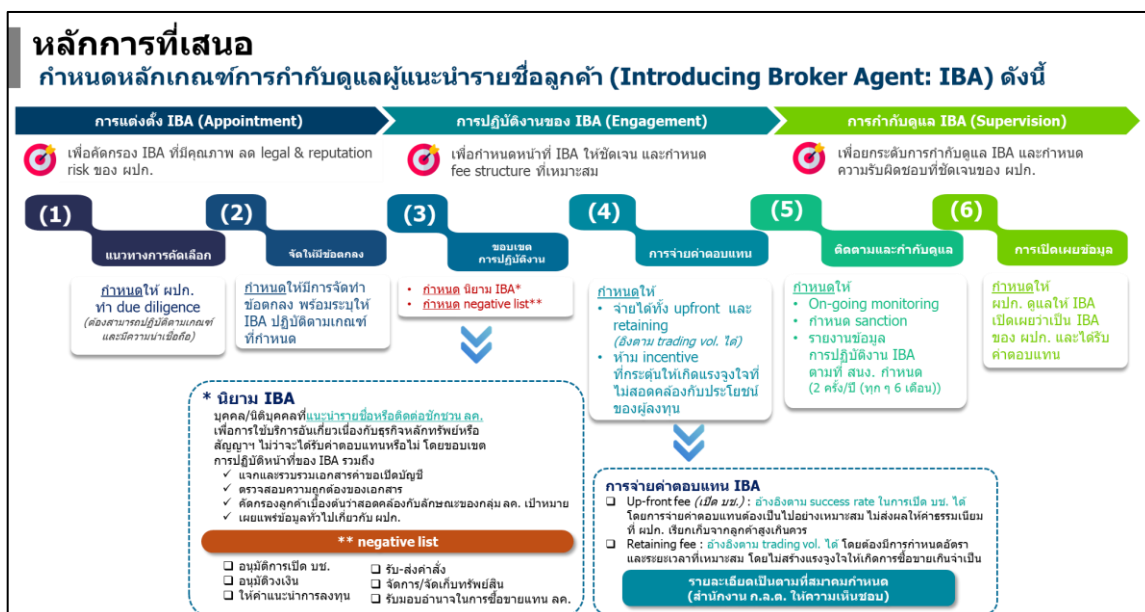 หลักการที่เสนอ
กำหนดหลักเกณฑ์การกำกับดูแลผู้แนะนำรายชื่อลูกค้า (Introducing Broker Agent: IBA) ดังนี้
การแต่งตั้ง IBA (Appointment)
การปฏิบัติงานของ IBA (Engagement)
การกำกับดูแล IBA (Supervision)
เพื่อคัดกรอง IBA ที่มีคุณภาพ ลด legal & reputation
risk ของ ผปก.
เพื่อกำหนดหน้าที่ IBA ให้ชัดเจน และกำหนด
fee structure ที่เหมาะสม
เพื่อยกระดับการกำกับดูแล IBA และกำหนด
ความรับผิดชอบที่ชัดเจนของ ผปก.
(1)
แนวทางการคัดเลือก
กำหนดให้ ผปก.
ทำ due diligence
(ต้องสามารถปฏิบัติตามเกณฑ์
และมีความน่าเชื่อถือ)
(2)
จัดให้มีข้อตกลง
กำหนดให้มีการจัดทำ
ข้อตกลง พร้อมระบุให้
IBA ปฏิบัติตามเกณฑ์
ที่กำหนด
(3)
ขอบเขต
การปฏิบัติงาน
• กำหนด นิยาม IBA*
• กำหนด negative list**
(4)
การจ่ายค่าตอบแทน
กำหนดให้
• จ่ายได้ทั้ง upfront และ
retaining
(อิงตาม trading vol. ได้)
• ห้าม incentive
ที่กระตุ้นให้เกิดแรงจูงใจที่
ไม่สอดคล้องกับประโยชน์
ของผู้ลงทุน
(5)
ติดตามและกำกับดูแล
กำหนดให้
• On-going monitoring
• กำหนด sanction
• รายงานข้อมูล
การปฏิบัติงาน IBA
ตามที่ สนง. กำหนด
(2 ครั้ง/ปี (ทุก ๆ 6 เดือน))
(6)
การเปิดเผยข้อมูล
กำหนดให้
ผปก. ดูแลให้ IBA
เปิดเผยว่าเป็น IBA
ของ ผปก. และได้รับ
ค่าตอบแทน
* นิยาม IBA
บุคคล/นิติบุคคลที่แนะนำรายชื่อหรือติดต่อชักชวน ลค.
เพื่อการใช้บริการอันเกี่ยวเนื่องกับธุรกิจหลักทรัพย์หรือ
สัญญาฯ ไม่ว่าจะได้รับค่าตอบแทนหรือไม่ โดยขอบเขต
การปฏิบัติหน้าที่ของ IBA รวมถึง
✓ แจกและรวบรวมเอกสารคำขอเปิดบัญชี
✓ ตรวจสอบความถูกต้องของเอกสาร
✓ คัดกรองลูกค้าเบื้องต้นว่าสอดคล้องกับลักษณะของกลุ่ม ลค. เป้าหมาย
✓ เผยแพร่ข้อมูลทั่วไปเกี่ยวกับ ผปก.
** negative list
❑ อนุมัติการเปิด บช.
❑ อนุมัติวงเงิน
❑ ให้คำแนะนำการลงทุน
❑ รับ-ส่งคำสั่ง
❑ จัดการ/จัดเก็บทรัพย์สิน
❑ รับมอบอำนาจในการซื้อขายแทน ลค.
การจ่ายค่าตอบแทน IBA
❑ Up-front fee (เปิด บช.) : อ้างอิงตาม success rate ในการเปิด บช. ได้
โดยการจ่ายค่าตอบแทนต้องเป็นไปอย่างเหมาะสม ไม่ส่งผลให้ค่าธรรมเนียม
ที่ ผปก. เรียกเก็บจากลูกค้าสูงเกินควร
❑ Retaining fee : อ้างอิงตาม trading vol. ได้ โดยต้องมีการกำหนดอัตรา
และระยะเวลาที่เหมาะสม โดยไม่สร้างแรงจูงใจให้เกิดการซื้อขายเกินจำเป็น
รายละเอียดเป็นตามที่สมาคมกำหนด
(สำนักงาน ก.ล.ต. ให้ความเห็นชอบ)